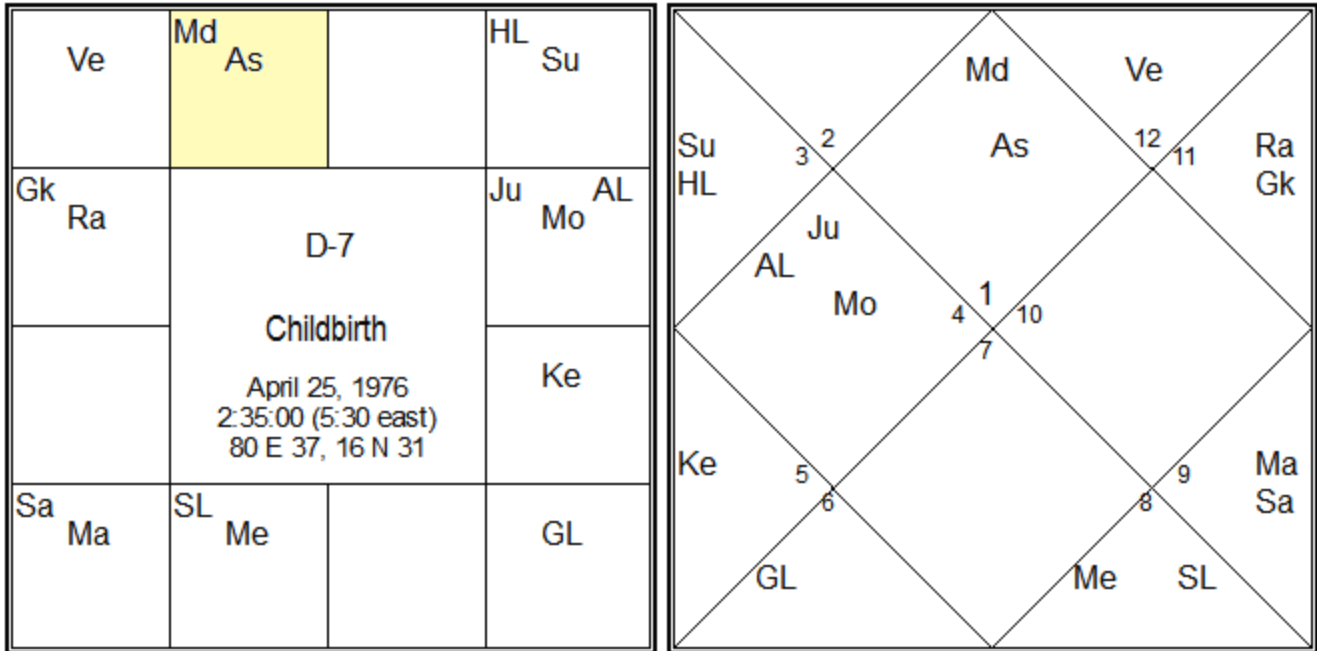 Md HL
Ve As Su
Gk Ju AL
Ra Mo
D-7
Childbirth
April 25, 1976
2:35:00 (5:30 east)
80 E 37, 16 N 31
Ke
Sa SL
Ma Me GL
Md Ve
Su As Ra
HL Gk
2 12
3 11
Ju
AL
Mo
1
4 10
7
Ke Ma
Sa
5 9
6 8
GL Me SL